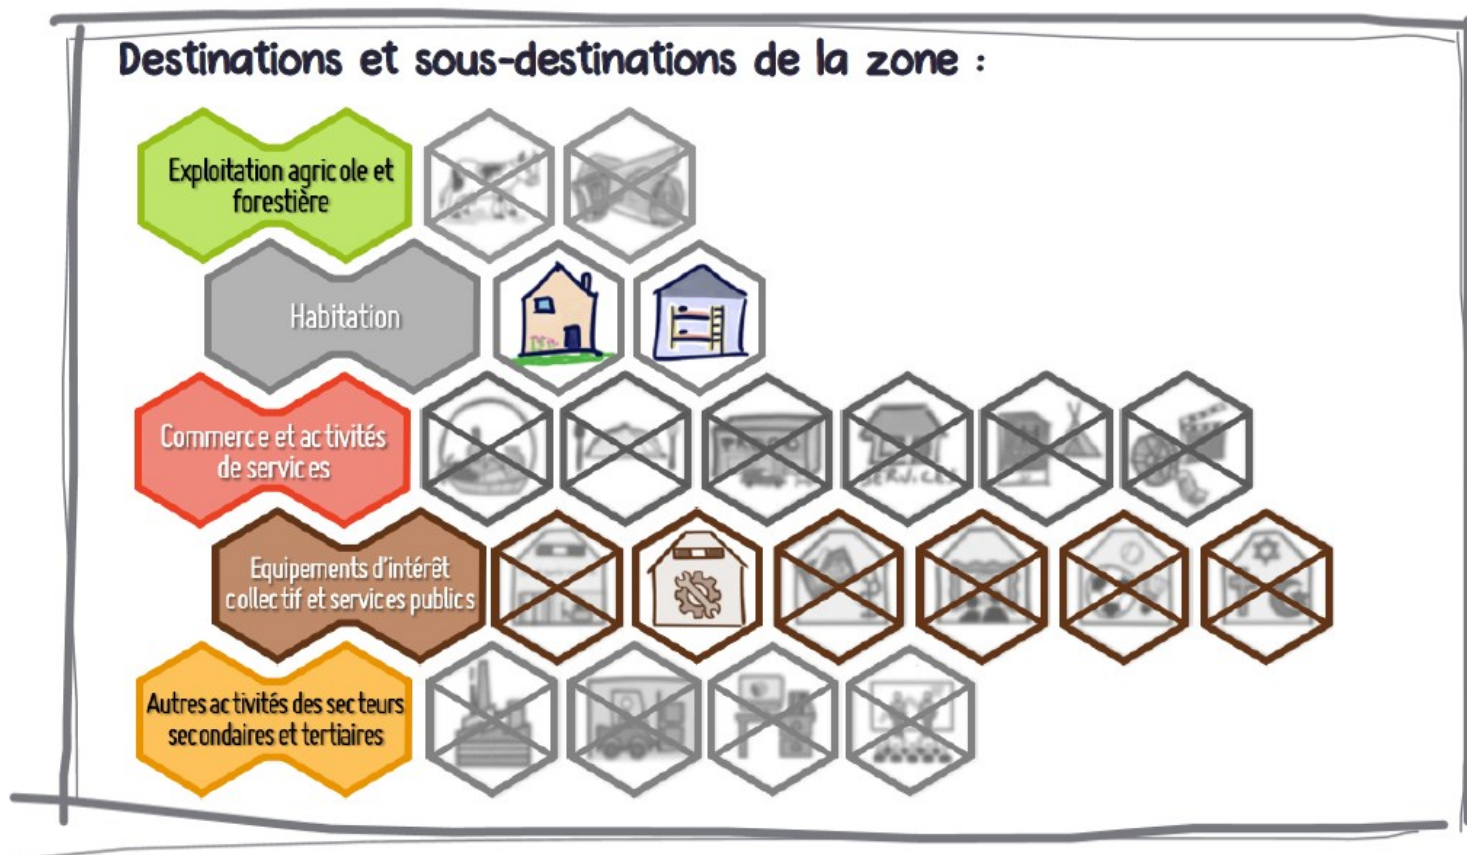 Destinations et sous-destinations de la zone :
Exploitation agricole et
forestière
Habitation
Commerce et activités
de services
SERVICES
Equipements d'intérêt
collectif et services publics
Autres activités des secteurs
secondaires et tertiaires